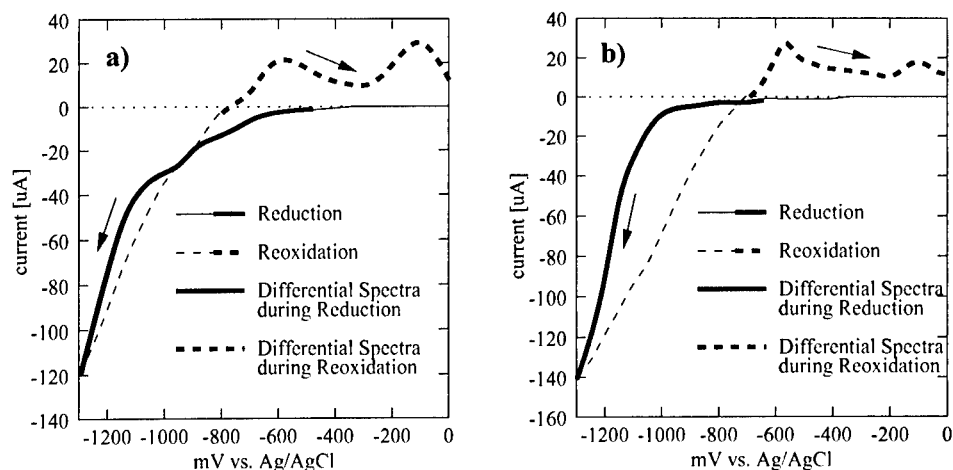 a)
40
20
0
-20
-40
-60
-80
-100
-120
-140
current [uA]
Reduction
Reoxidation
Differential Spectra
during Reduction
Differential Spectra
during Reoxidation
-1200 -1000 -800 -600 -400 -200 0
mV vs. Ag/AgCl
b)
40
20
0
-20
-40
-60
-80
-100
-120
-140
-160
current [uA]
Reduction
Reoxidation
Differential Spectra
during Reduction
Differential Spectra
during Reoxidation
-1200 -1000 -800 -600 -400 -200 0
mV vs. Ag/AgCl